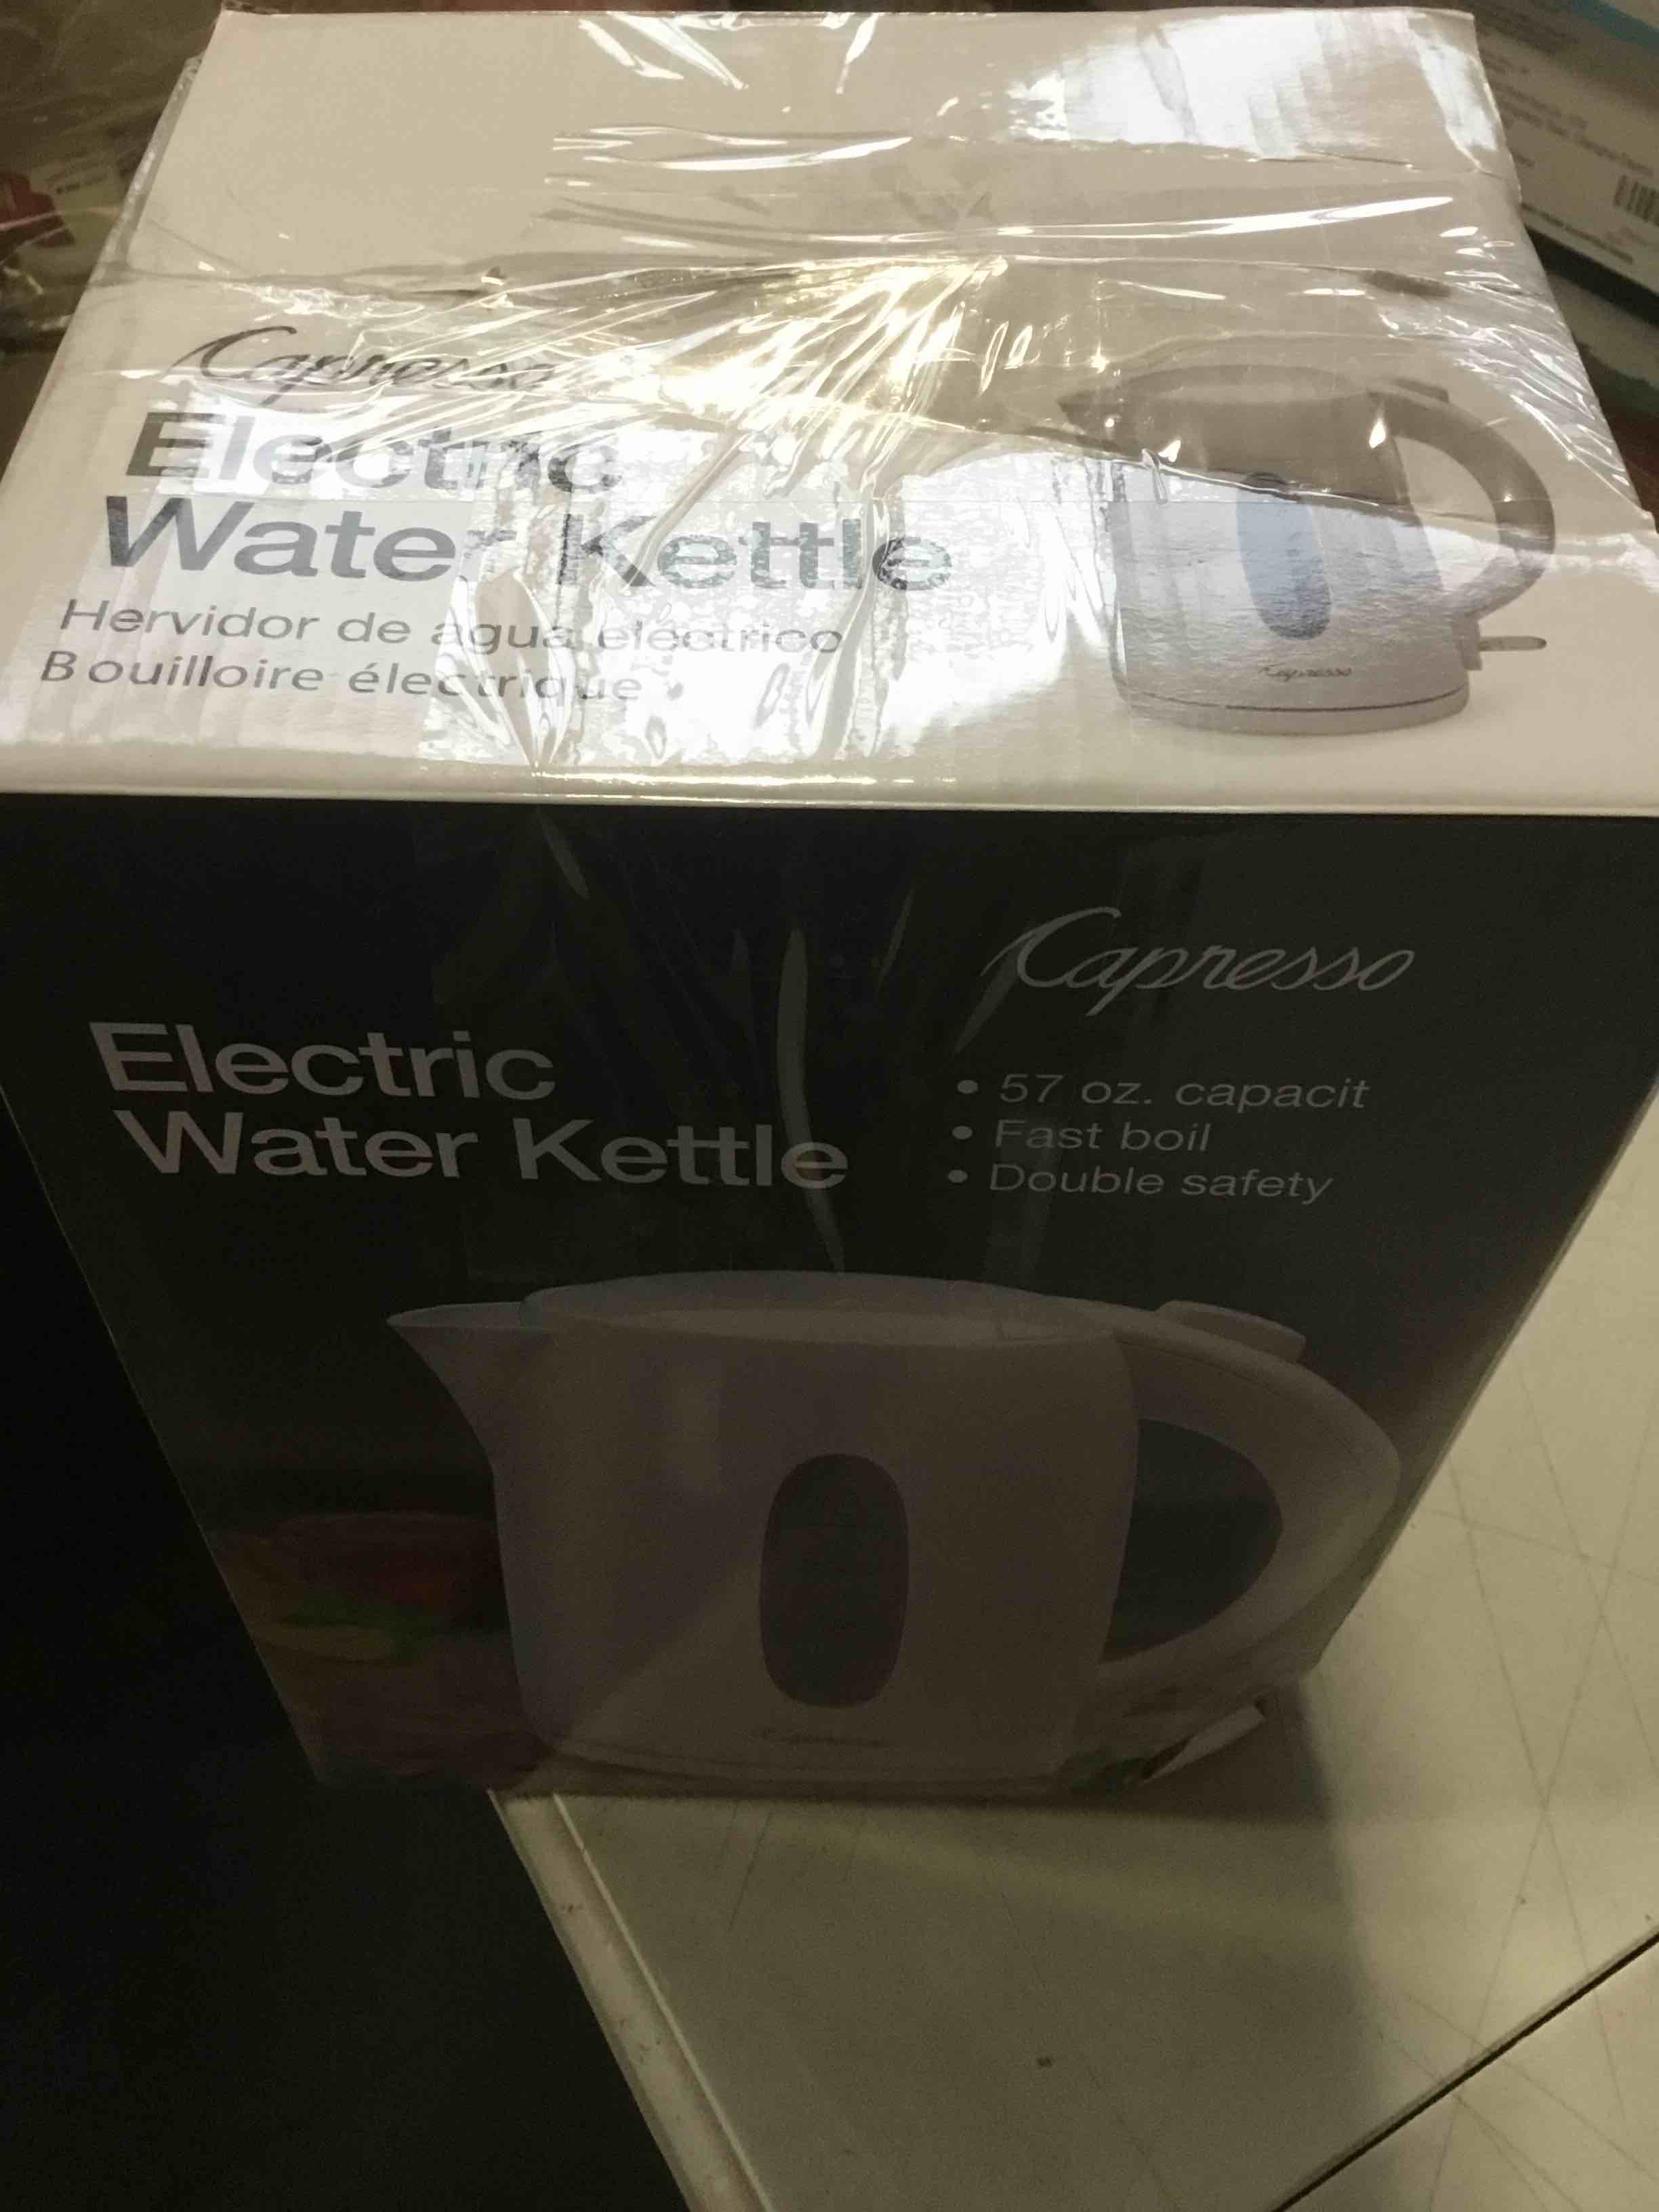 Capresso
Electric
Water Kettle
Hervidor de agua eléctrico
Bouilloire électrique
Capresso
Capresso
Electric
Water Kettle
• 57 oz. capacit
• Fast boil
• Double safety
Capresso